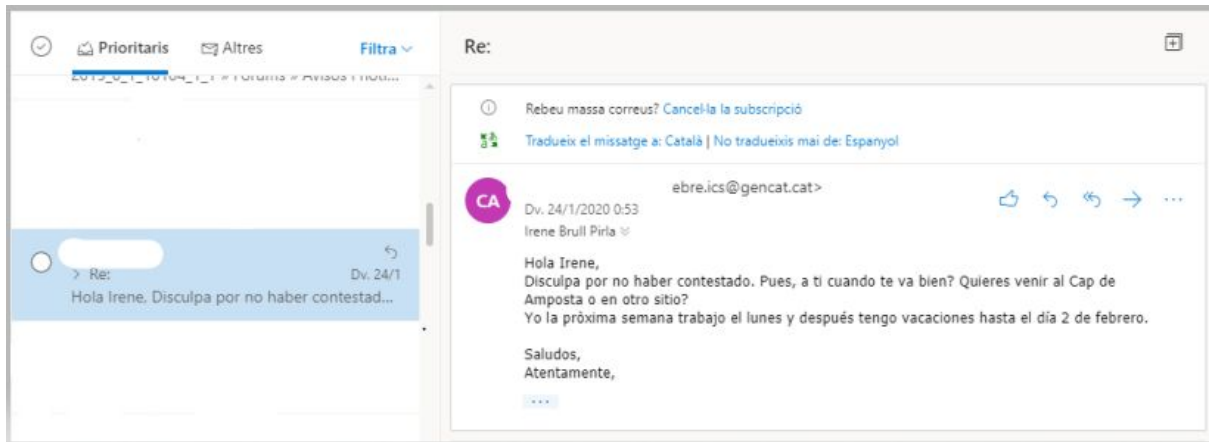 Prioritaris
Altres
Filtra
Re:
Hola Irene, Disculpa por no haber contestad...
Dv. 24/1
Re:
Rebeu massa correus? Cancel·la la subscripció
Tradueix el missatge a: Català | No tradueixis mai de: Espanyol
CA
ebre.ics@gencat.cat>
Dv. 24/1/2020 0:53
Irene Brull Pirla
Hola Irene,
Disculpa por no haber contestado. Pues, a ti cuando te va bien? Quieres venir al Cap de
Amposta o en otro sitio?
Yo la pròxima semana trabajo el lunes y después tengo vacaciones hasta el día 2 de febrero.
Saludos,
Atentamente,
...